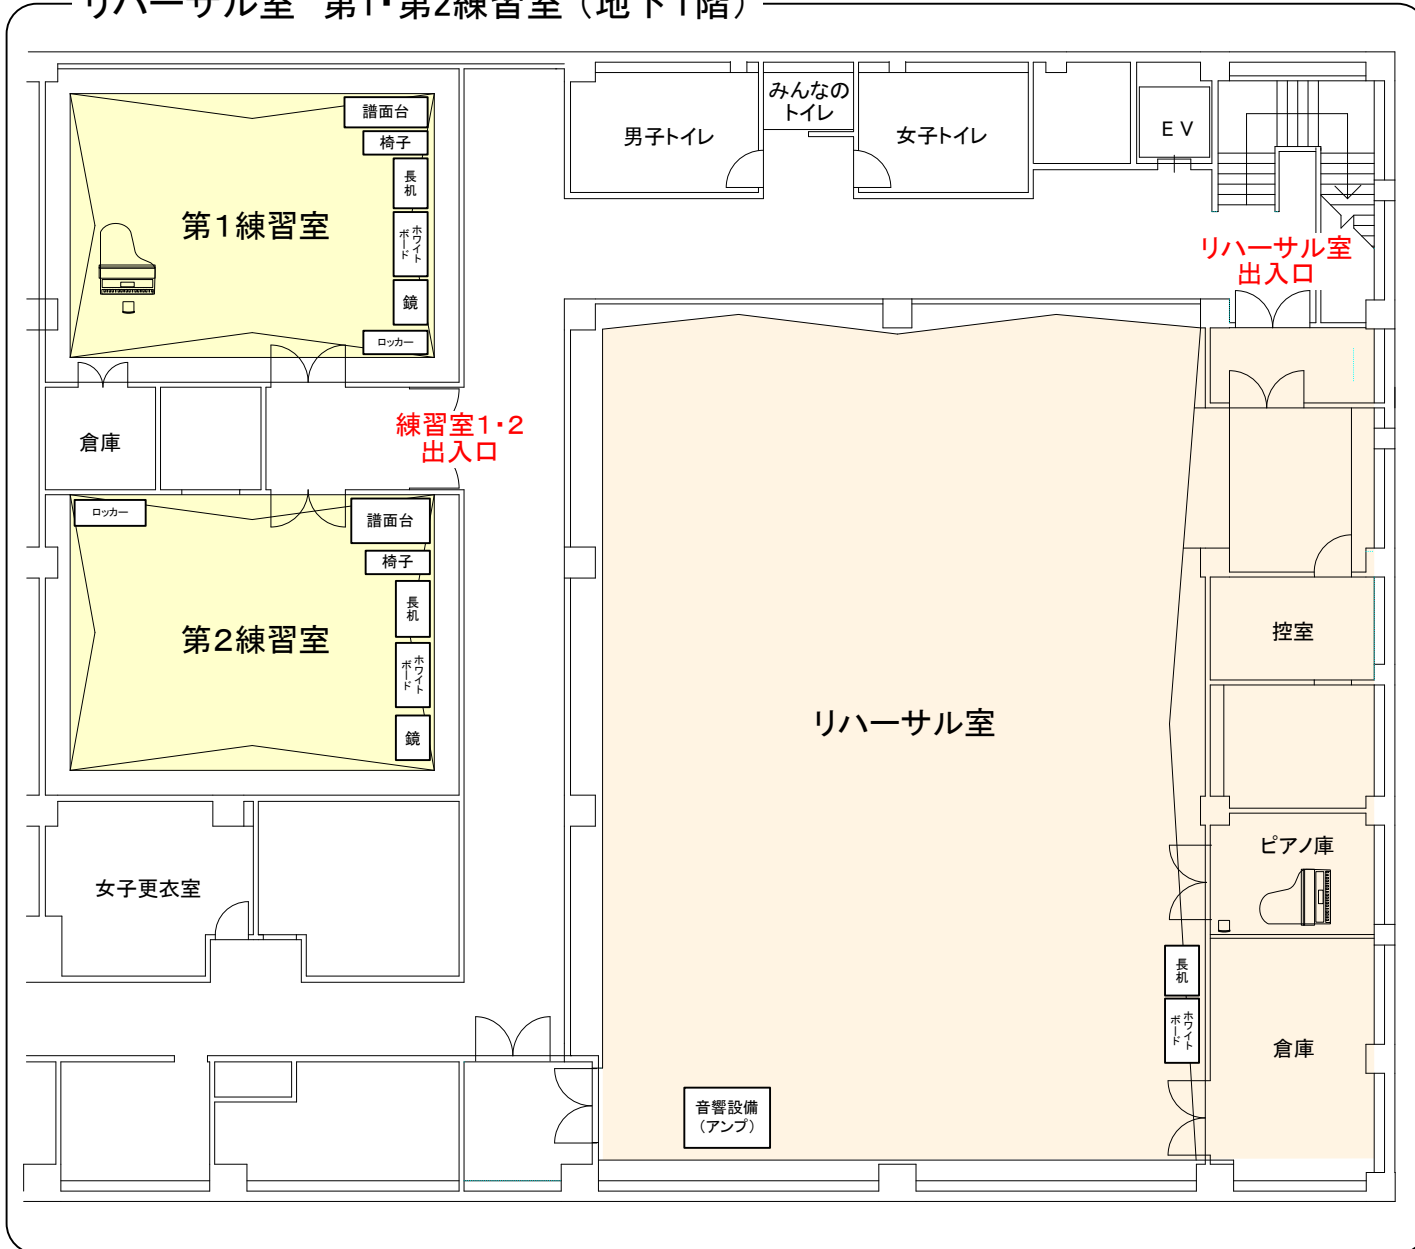 リハーサル室　第1・第2練習室（地下1階）
みんなの
トイレ
男子トイレ
女子トイレ
ＥＶ
譜面台
椅子
長机
ホワイトボード
鏡
ロッカー
第1練習室
リハーサル室
出入口
倉庫
練習室1・2
出入口
ロッカー
譜面台
椅子
長机
ホワイトボード
鏡
第2練習室
控室
リハーサル室
ピアノ庫
女子更衣室
長机
ホワイトボード
倉庫
音響設備
（アンプ）